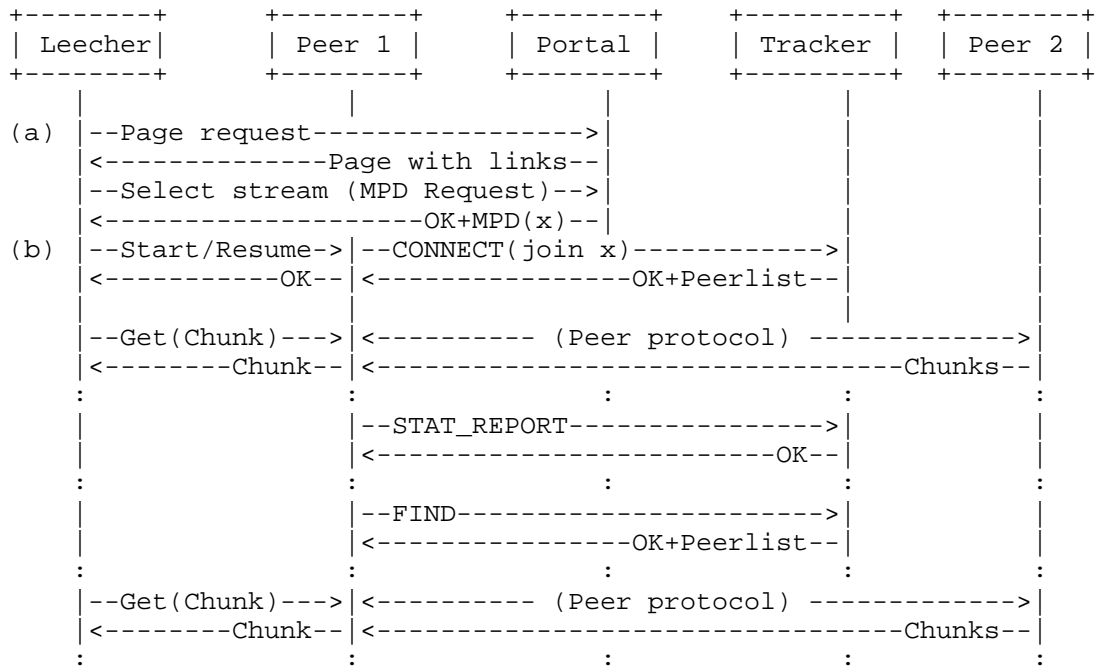 +--------+      +--------+     +--------+    +---------+  +--------+
| Leecher|      | Peer 1 |     | Portal |    | Tracker |  | Peer 2 |
+--------+      +--------+     +--------+    +---------+  +--------+
    |                |               |              |           |
(a) |--Page request----------------->|              |           |
    |<--------------Page with links--|              |           |
    |--Select stream (MPD Request)-->|              |           |
    |<-------------------OK+MPD(x)--|              |           |
(b) |--Start/Resume->|--CONNECT(join x)------------>|           |
    |<-----------OK--|<----------------OK+Peerlist--|           |
    |                |                              |           |
    |--Get(Chunk)--->|<---------- (Peer protocol) ------------->|
    |<--------Chunk--|<---------------------------------Chunks--|
    :                :               :              :           :
    |                |--STAT_REPORT---------------->|           |
    |                |<-------------------------OK--|           |
    :                :               :              :           :
    |                |--FIND----------------------->|           |
    |                |<----------------OK+Peerlist--|           |
    :                :               :              :           :
    |--Get(Chunk)--->|<---------- (Peer protocol) ------------->|
    |<--------Chunk--|<---------------------------------Chunks--|
    :                :               :              :           :